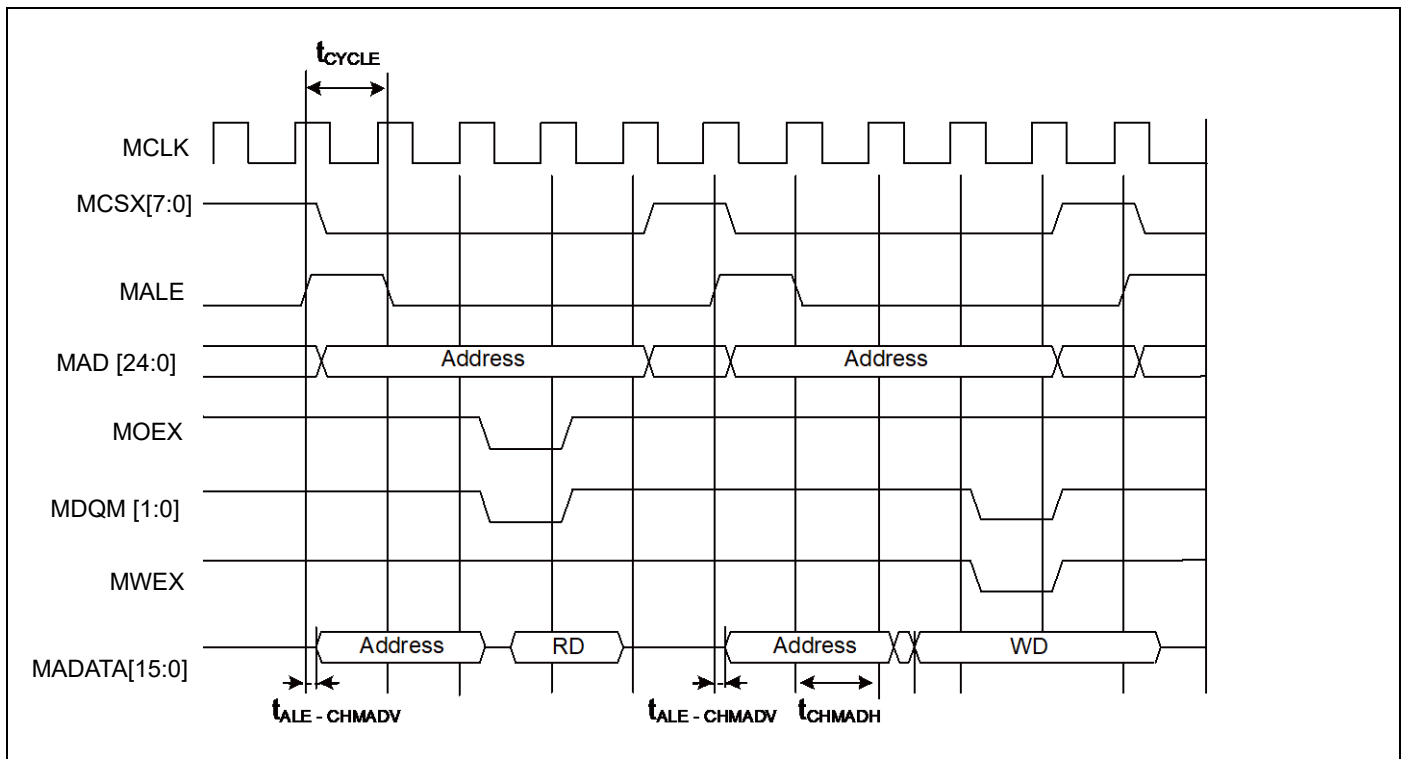 tCYCLE
MCLK
MCSX[7:0]
MALE
MAD [24:0] Address Address
MOEX
MDQM [1:0]
MWEX
MADATA[15:0] Address RD Address WD
tALE - CHMADV tALE - CHMADV tCHMADH